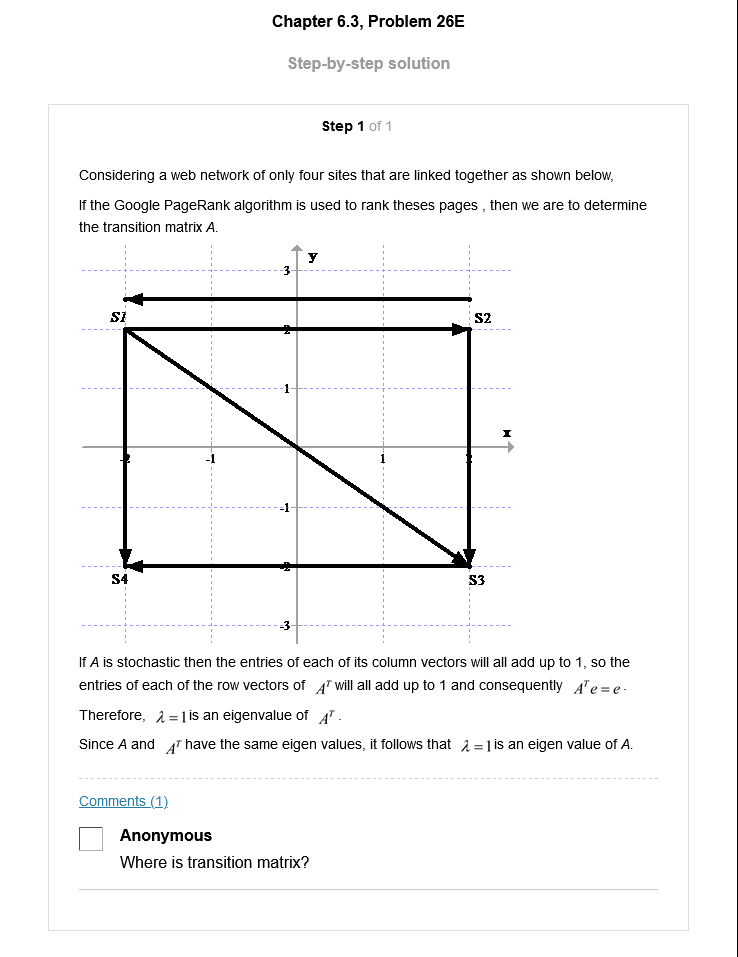 Chapter 6.3, Problem 26E
Step-by-step solution
Step 1 of 1
Considering a web network of only four sites that are linked together as shown below,
If the Google PageRank algorithm is used to rank theses pages , then we are to determine
the transition matrix A.
y
3
S1
S2
2
1
x
-2
-1
1
2
-1
-2
S4
S3
-3
If A is stochastic then the entries of each of its column vectors will all add up to 1, so the
entries of each of the row vectors of Aᵀ will all add up to 1 and consequently Aᵀe = e.
Therefore, λ = 1 is an eigenvalue of Aᵀ.
Since A and Aᵀ have the same eigen values, it follows that λ = 1 is an eigen value of A.
Comments (1)
Anonymous
Where is transition matrix?